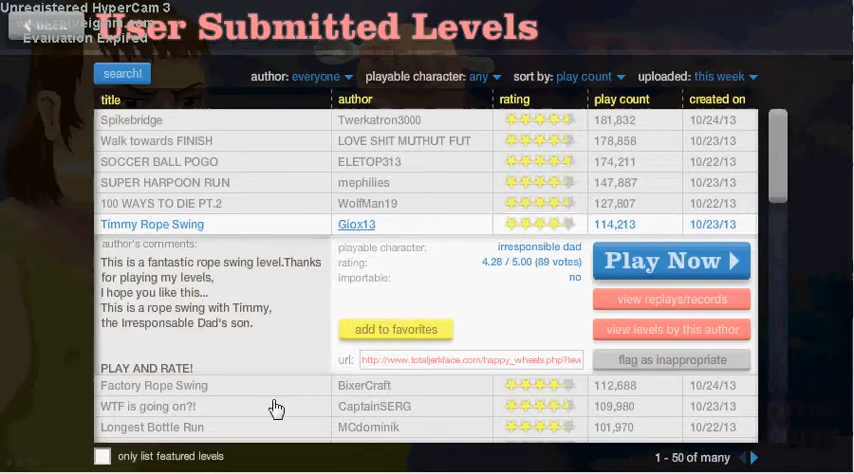 Unregistered HyperCam 3
back
Evaluation Expired
User Submitted Levels
search!
author: everyone
playable character: any
sort by: play count
uploaded: this week
title author rating play count created on
Spikebridge Twerkatron3000 181,832 10/24/13
Walk towards FINISH LOVE SHIT MUTHUT FUT 178,858 10/23/13
SOCCER BALL POGO ELETOP313 174,211 10/22/13
SUPER HARPOON RUN mephilies 147,887 10/23/13
100 WAYS TO DIE PT.2 WolfMan19 127,807 10/22/13
Timmy Rope Swing Giox13 114,213 10/23/13
author's comments:
This is a fantastic rope swing level.Thanks
for playing my levels,
I hope you like this...
This is a rope swing with Timmy,
the Irresponsible Dad's son.
PLAY AND RATE!
playable character: irresponsible dad
rating: 4.28 / 5.00 (89 votes)
importable: no
add to favorites
url: http://www.totaljerkface.com/happy_wheels.php?lev
Play Now
view replays/records
view levels by this author
flag as inappropriate
Factory Rope Swing BixerCraft 112,688 10/24/13
WTF is going on?! CaptainSERG 109,980 10/23/13
Longest Bottle Run MCdominik 101,970 10/22/13
only list featured levels
1 - 50 of many